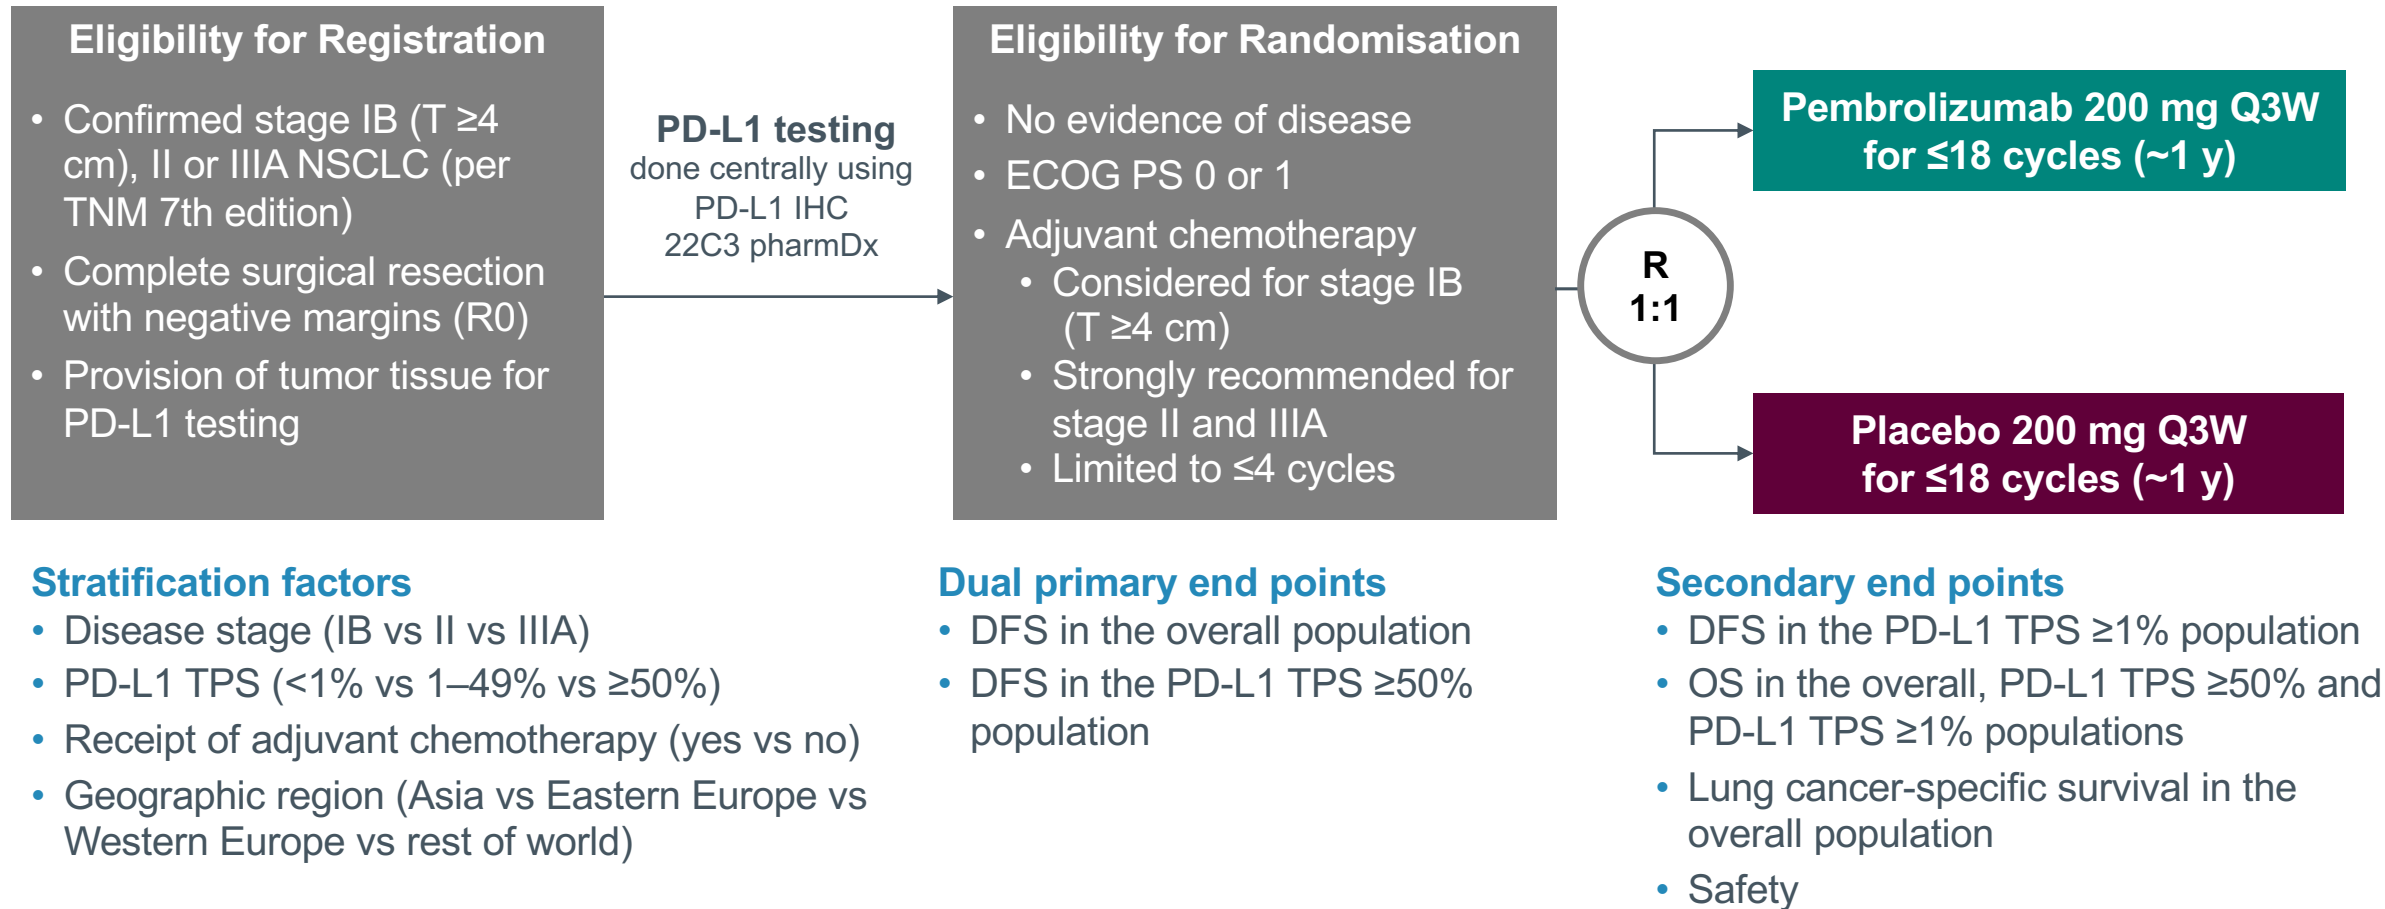 Eligibility for Registration
• Confirmed stage IB (T ≥4
cm), II or IIIA NSCLC (per
TNM 7th edition)
• Complete surgical resection
with negative margins (R0)
• Provision of tumor tissue for
PD-L1 testing
PD-L1 testing
done centrally using
PD-L1 IHC
22C3 pharmDx
Eligibility for Randomisation
• No evidence of disease
• ECOG PS 0 or 1
• Adjuvant chemotherapy
• Considered for stage IB
(T ≥4 cm)
• Strongly recommended for
stage II and IIIA
• Limited to ≤4 cycles
R
1:1
Pembrolizumab 200 mg Q3W
for ≤18 cycles (~1 y)
Placebo 200 mg Q3W
for ≤18 cycles (~1 y)
Stratification factors
• Disease stage (IB vs II vs IIIA)
• PD-L1 TPS (<1% vs 1–49% vs ≥50%)
• Receipt of adjuvant chemotherapy (yes vs no)
• Geographic region (Asia vs Eastern Europe vs
Western Europe vs rest of world)
Dual primary end points
• DFS in the overall population
• DFS in the PD-L1 TPS ≥50%
population
Secondary end points
• DFS in the PD-L1 TPS ≥1% population
• OS in the overall, PD-L1 TPS ≥50% and
PD-L1 TPS ≥1% populations
• Lung cancer-specific survival in the
overall population
• Safety